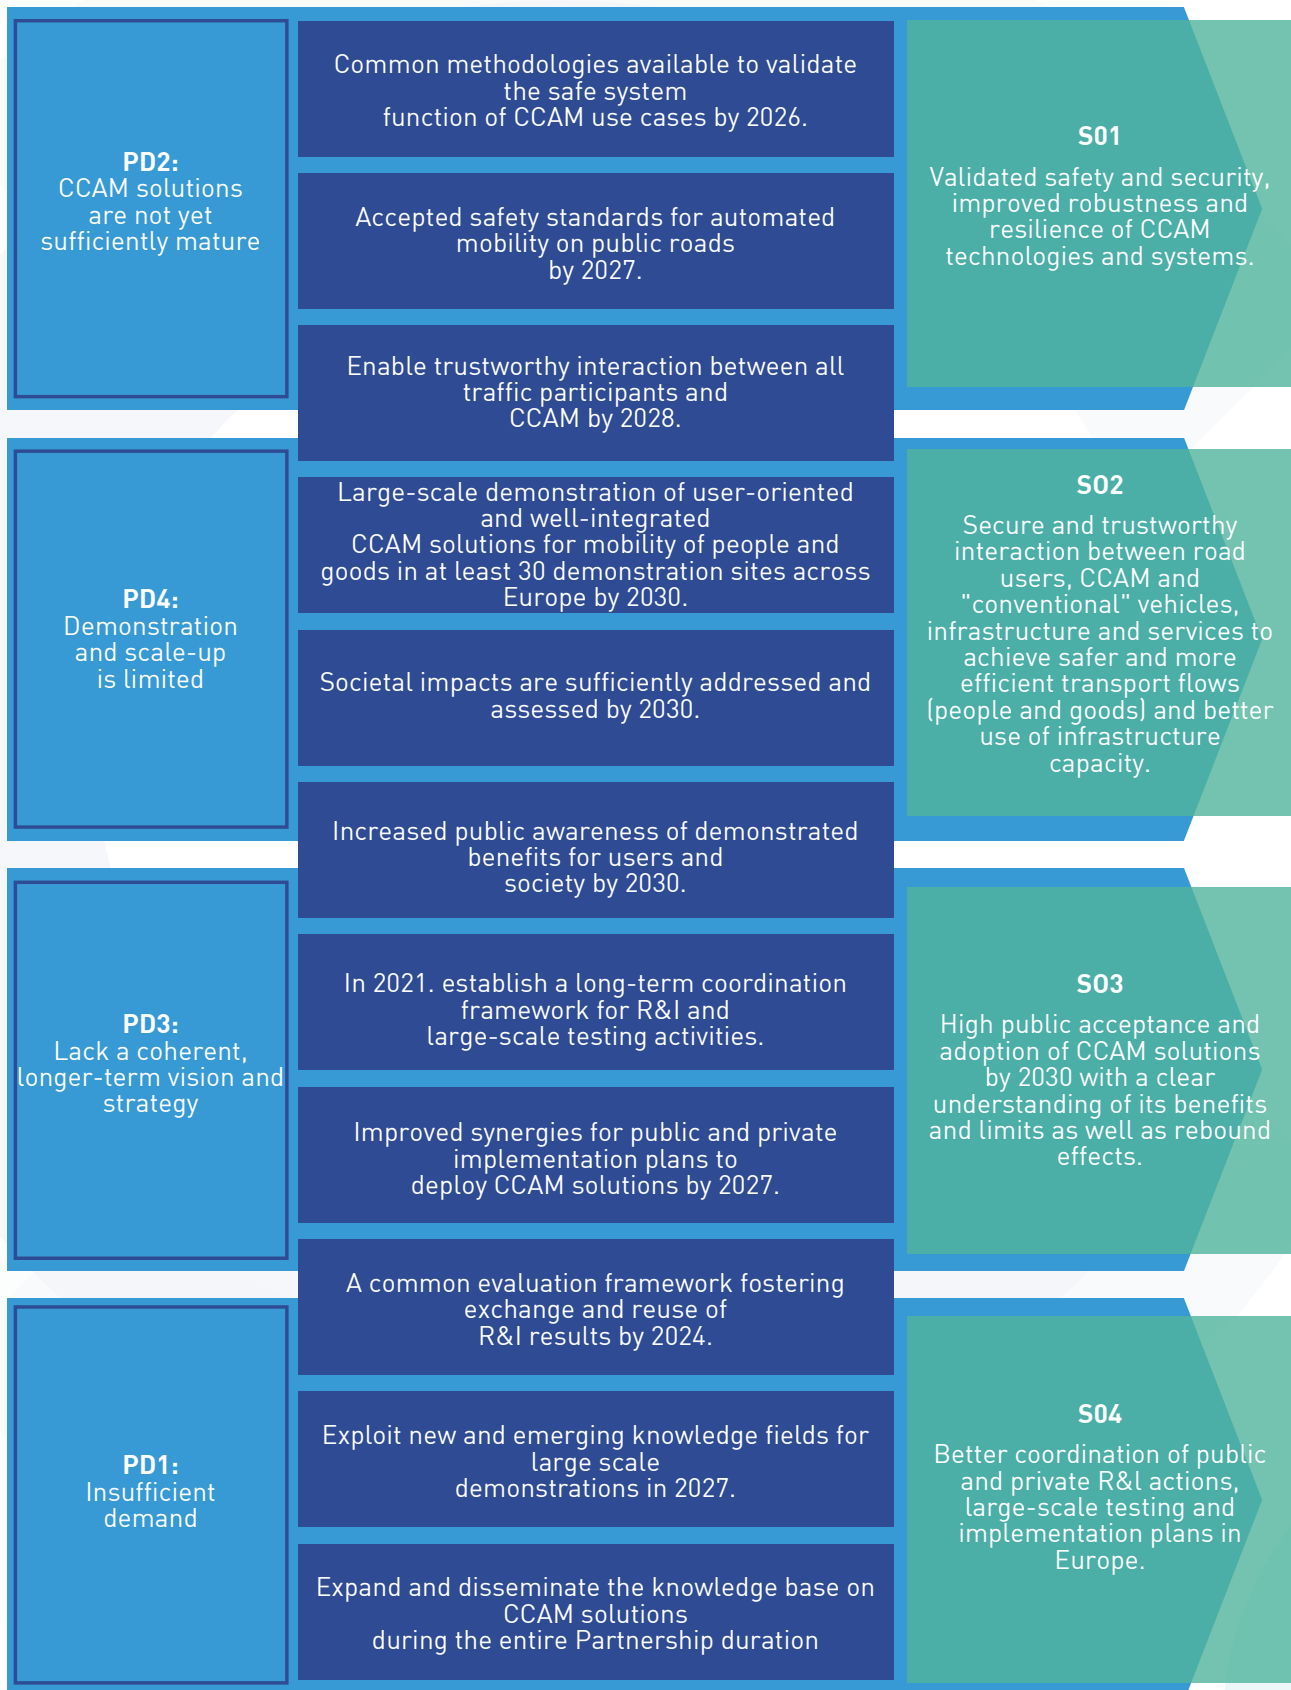 PD2:
CCAM solutions
are not yet
sufficiently mature
Common methodologies available to validate
the safe system
function of CCAM use cases by 2026.
Accepted safety standards for automated
mobility on public roads
by 2027.
Enable trustworthy interaction between all
traffic participants and
CCAM by 2028.
S01
Validated safety and security,
improved robustness and
resilience of CCAM
technologies and systems.
PD4:
Demonstration
and scale-up
is limited
Large-scale demonstration of user-oriented
and well-integrated
CCAM solutions for mobility of people and
goods in at least 30 demonstration sites across
Europe by 2030.
Societal impacts are sufficiently addressed and
assessed by 2030.
Increased public awareness of demonstrated
benefits for users and
society by 2030.
SO2
Secure and trustworthy
interaction between road
users, CCAM and
"conventional" vehicles,
infrastructure and services to
achieve safer and more
efficient transport flows
(people and goods) and better
use of infrastructure
capacity.
PD3:
Lack a coherent,
longer-term vision and
strategy
In 2021. establish a long-term coordination
framework for R&I and
large-scale testing activities.
Improved synergies for public and private
implementation plans to
deploy CCAM solutions by 2027.
A common evaluation framework fostering
exchange and reuse of
R&I results by 2024.
SO3
High public acceptance and
adoption of CCAM solutions
by 2030 with a clear
understanding of its benefits
and limits as well as rebound
effects.
PD1:
Insufficient
demand
Exploit new and emerging knowledge fields for
large scale
demonstrations in 2027.
Expand and disseminate the knowledge base on
CCAM solutions
during the entire Partnership duration
S04
Better coordination of public
and private R&I actions,
large-scale testing and
implementation plans in
Europe.